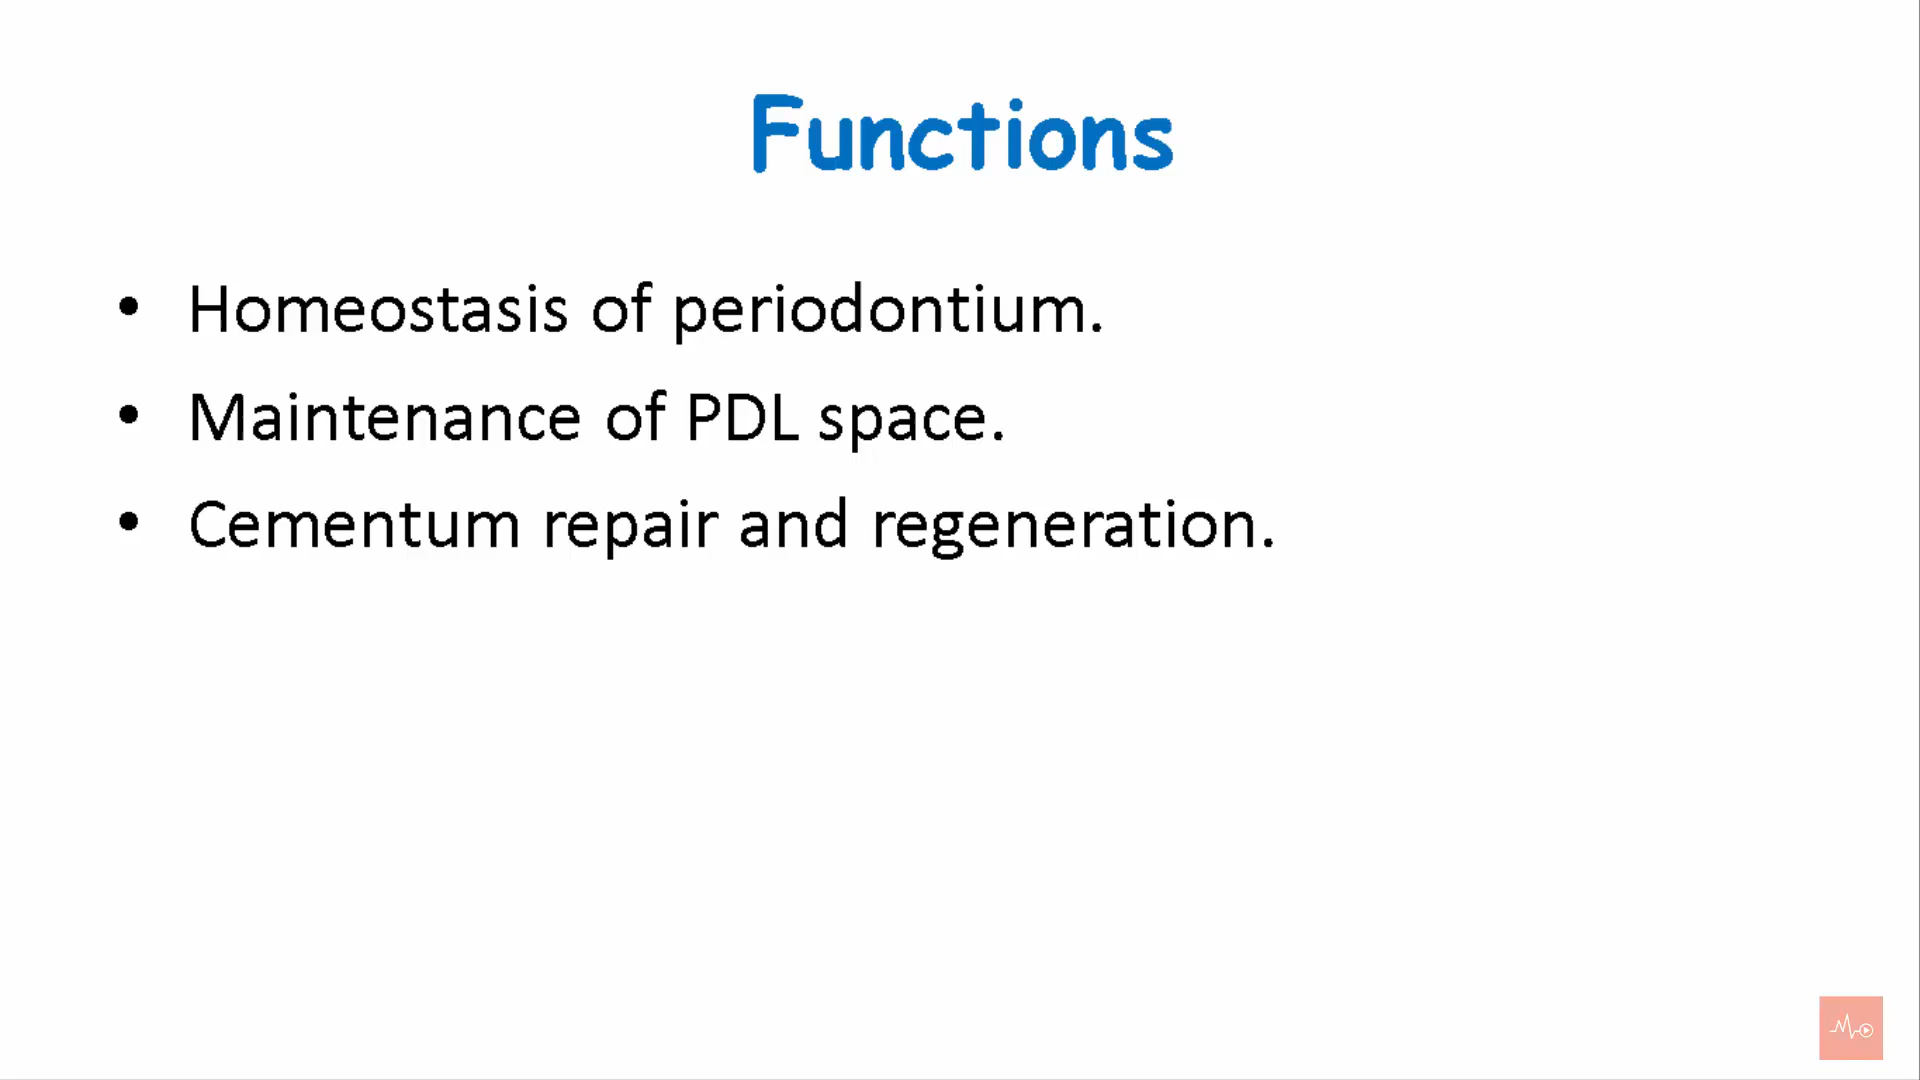 Functions
• Homeostasis of periodontium.
• Maintenance of PDL space.
• Cementum repair and regeneration.